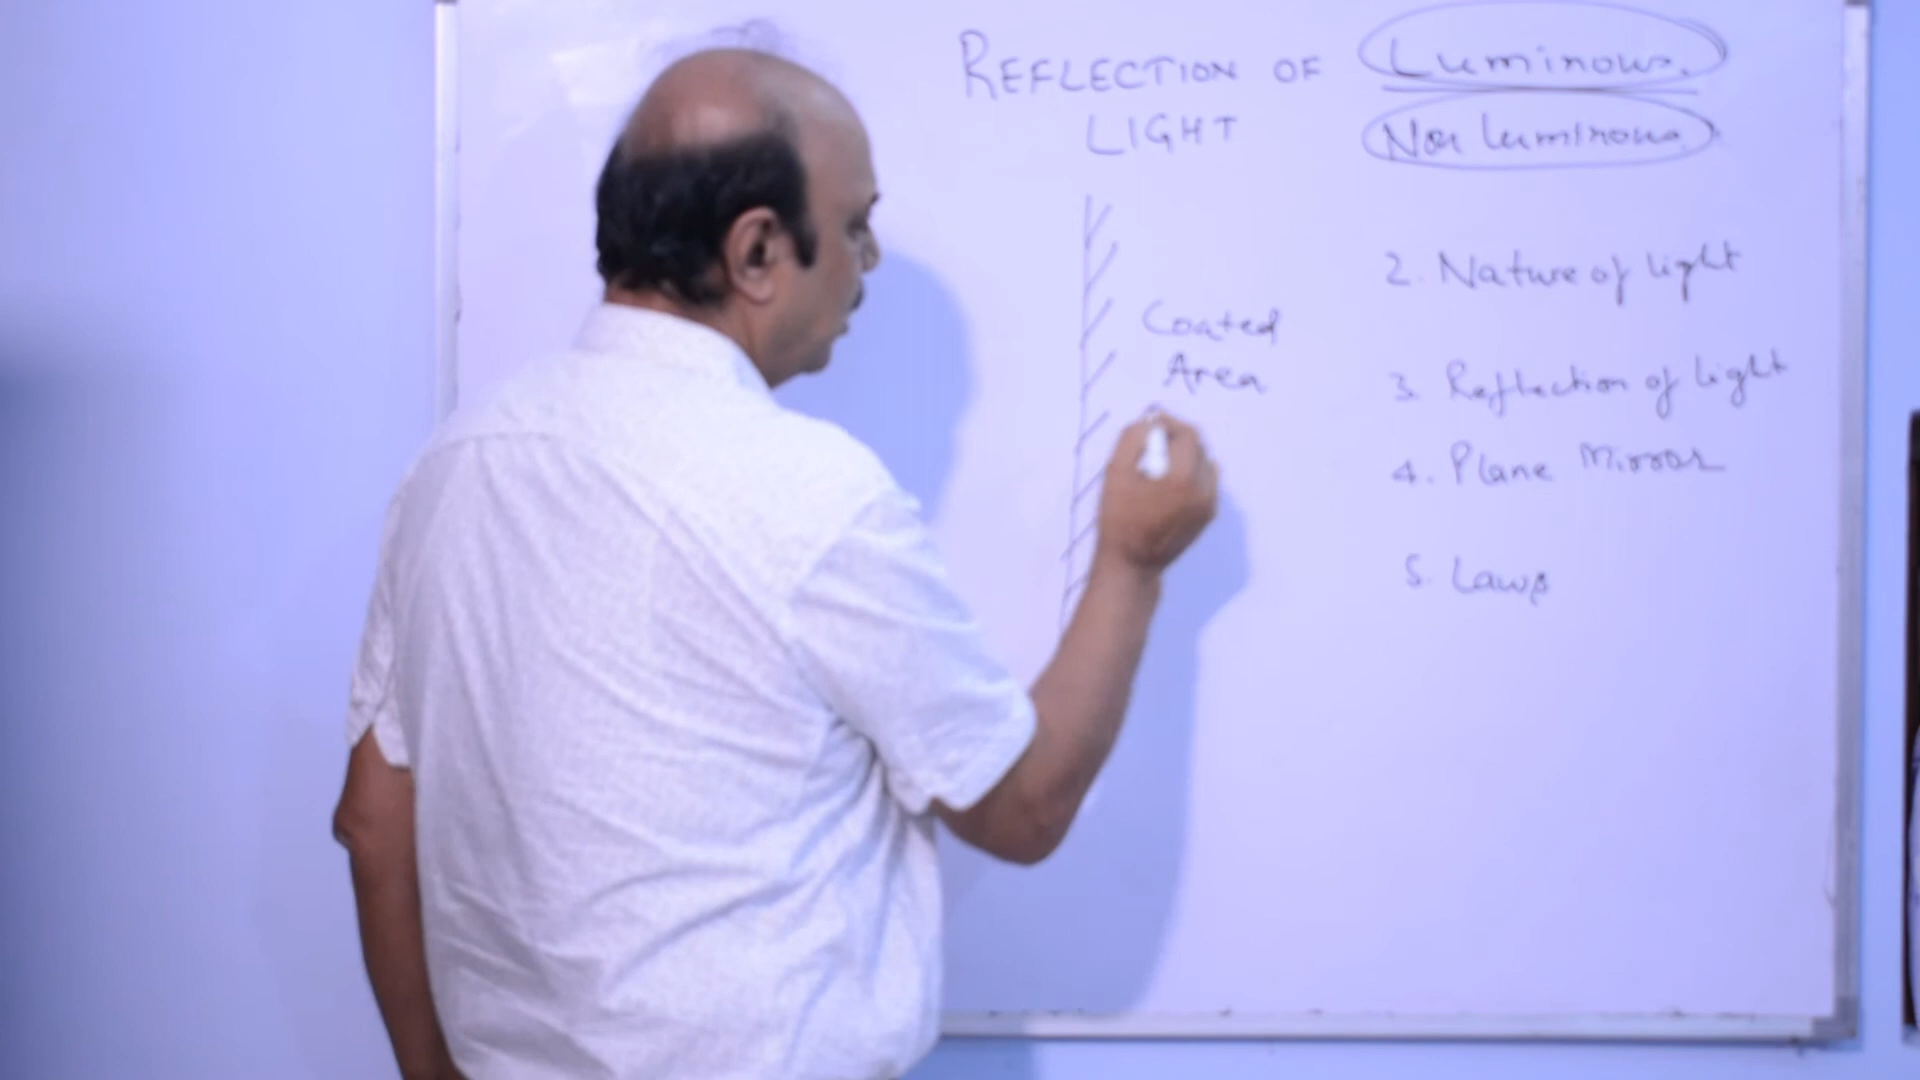 REFLECTION OF
LIGHT
Luminous.
Non luminous
Coated
Area
2. Nature of light
3. Reflection of light
4. Plane Mirror
5. Laws